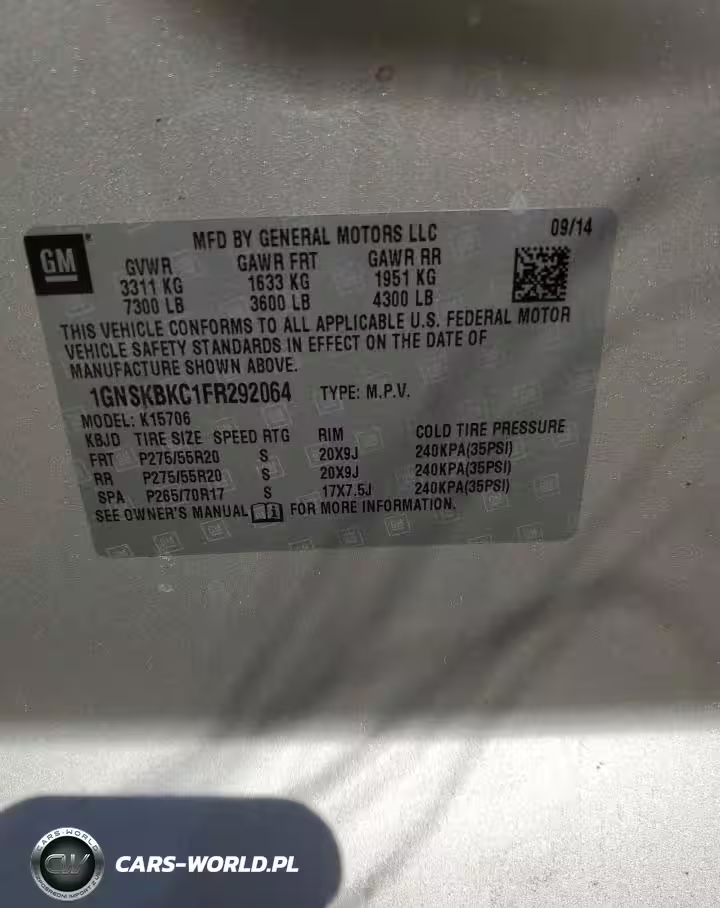 GM
MFD BY GENERAL MOTORS LLC 09/14
GVWR GAWR FRT GAWR RR
3311 KG 1633 KG 1951 KG
7300 LB 3600 LB 4300 LB
THIS VEHICLE CONFORMS TO ALL APPLICABLE U.S. FEDERAL MOTOR
VEHICLE SAFETY STANDARDS IN EFFECT ON THE DATE OF
MANUFACTURE SHOWN ABOVE.
1GNSKBKC1FR292064 TYPE: M.P.V.
MODEL: K15706
KBJD TIRE SIZE SPEED RTG RIM COLD TIRE PRESSURE
FRT P275/55R20 S 20X9J 240KPA(35PSI)
RR P275/55R20 S 20X9J 240KPA(35PSI)
SPA P265/70R17 S 17X7.5J 240KPA(35PSI)
SEE OWNER'S MANUAL FOR MORE INFORMATION.
CARS-WORLD
CW
CARS-WORLD.PL